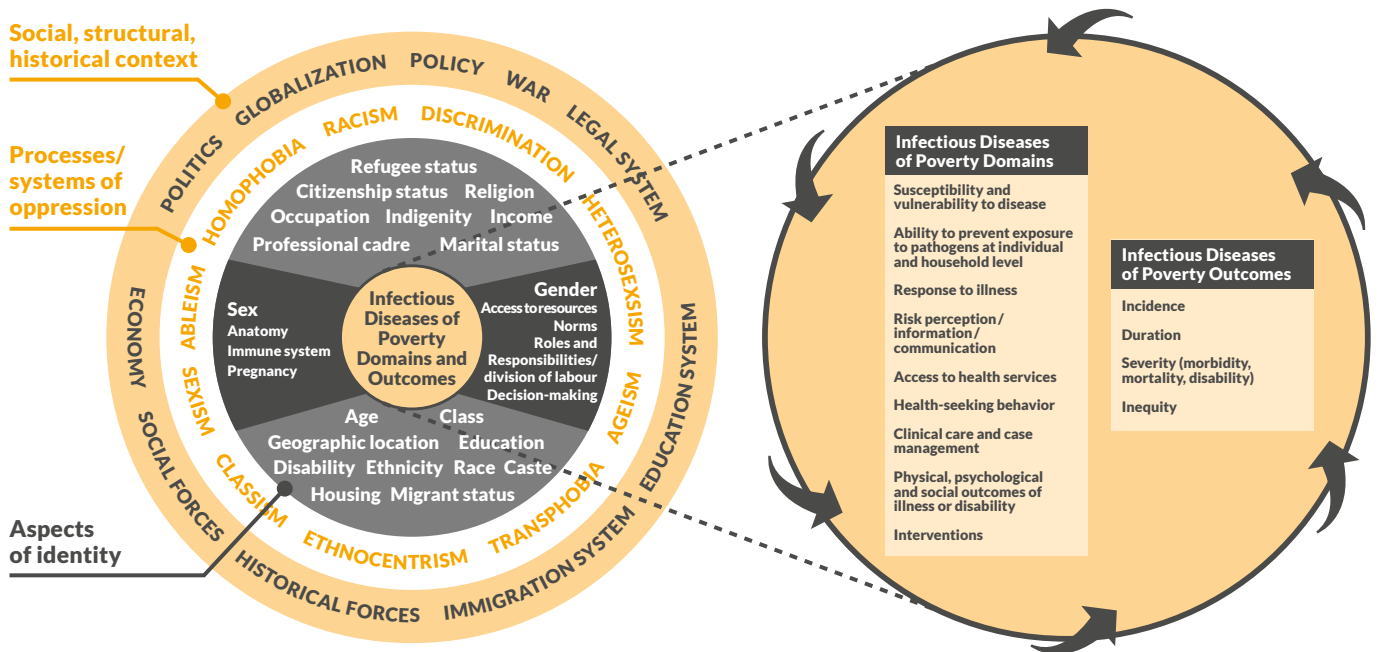 Social, structural,
historical context
Processes/
systems of
oppression
Aspects
of identity
POLITICS GLOBALIZATION POLICY WAR LEGAL SYSTEM
EDUCATION SYSTEM
IMMIGRATION SYSTEM
HISTORICAL FORCES
SOCIAL FORCES
ECONOMY
HOMOPHOBIA RACISM DISCRIMINATION HETEROSEXSISM
AGEISM
TRANSPHOBIA
ETHNOCENTRISM
CLASSISM
SEXISM
ABLEISM
Refugee status
Citizenship status Religion
Occupation Indigenity Income
Professional cadre Marital status
Sex
Anatomy
Immune system
Pregnancy
Infectious
Diseases of
Poverty
Domains and
Outcomes
Gender
Access to resources
Norms
Roles and
Responsibilities/
division of labour
Decision-making
Age Class
Geographic location Education
Disability Ethnicity Race Caste
Housing Migrant status
Infectious Diseases
of Poverty Domains
Susceptibility and
vulnerability to disease
Ability to prevent exposure
to pathogens at individual
and household level
Response to illness
Risk perception/
information/
communication
Access to health services
Health-seeking behavior
Clinical care and case
management
Physical, psychological
and social outcomes of
illness or disability
Interventions
Infectious Diseases
of Poverty Outcomes
Incidence
Duration
Severity (morbidity,
mortality, disability)
Inequity